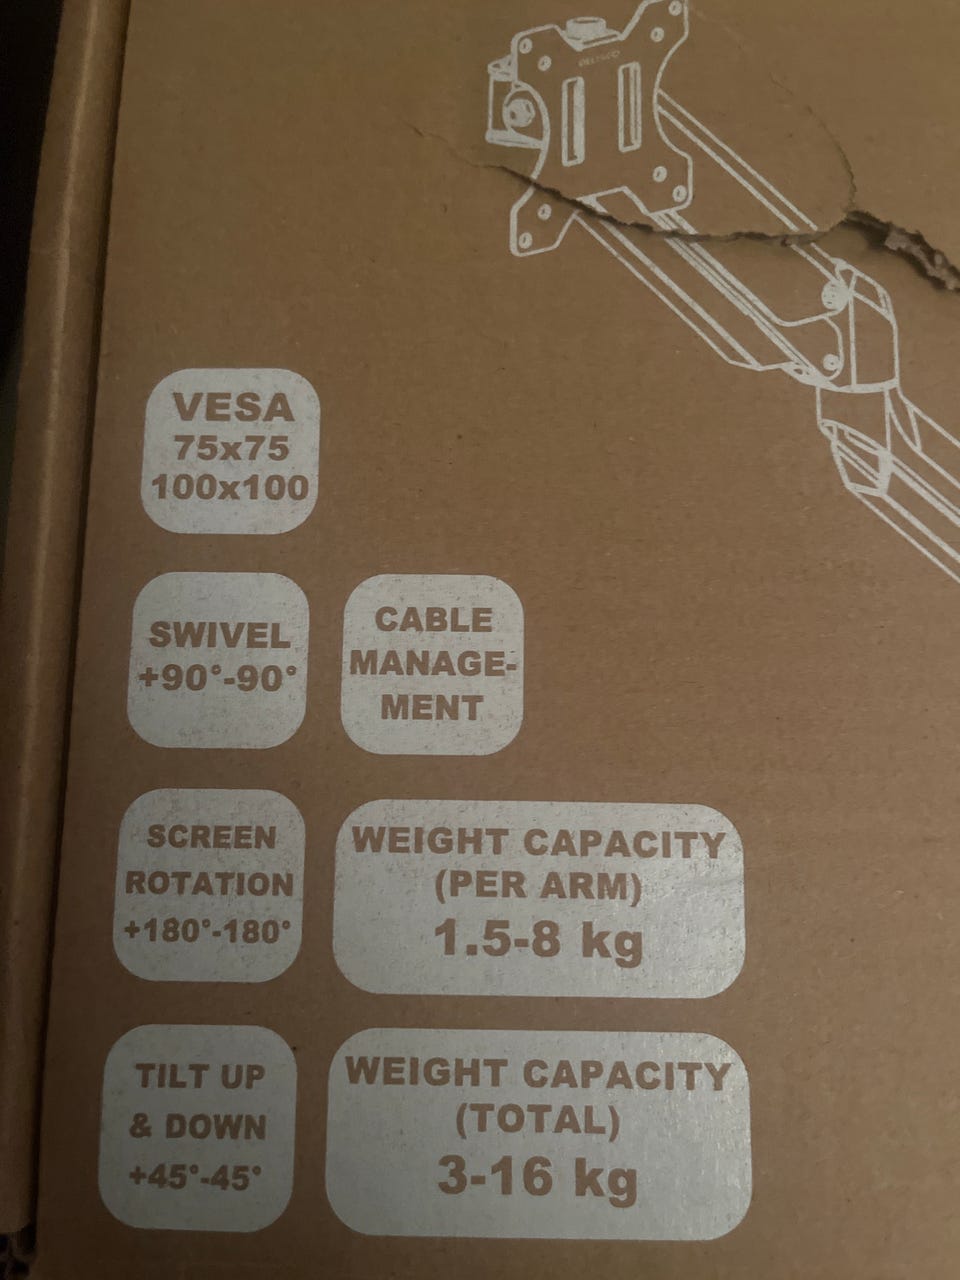 DELTACO
VESA
75x75
100x100
SWIVEL
+90°-90°
CABLE
MANAGE-
MENT
SCREEN
ROTATION
+180°-180°
WEIGHT CAPACITY
(PER ARM)
1.5-8 kg
TILT UP
& DOWN
+45°-45°
WEIGHT CAPACITY
(TOTAL)
3-16 kg